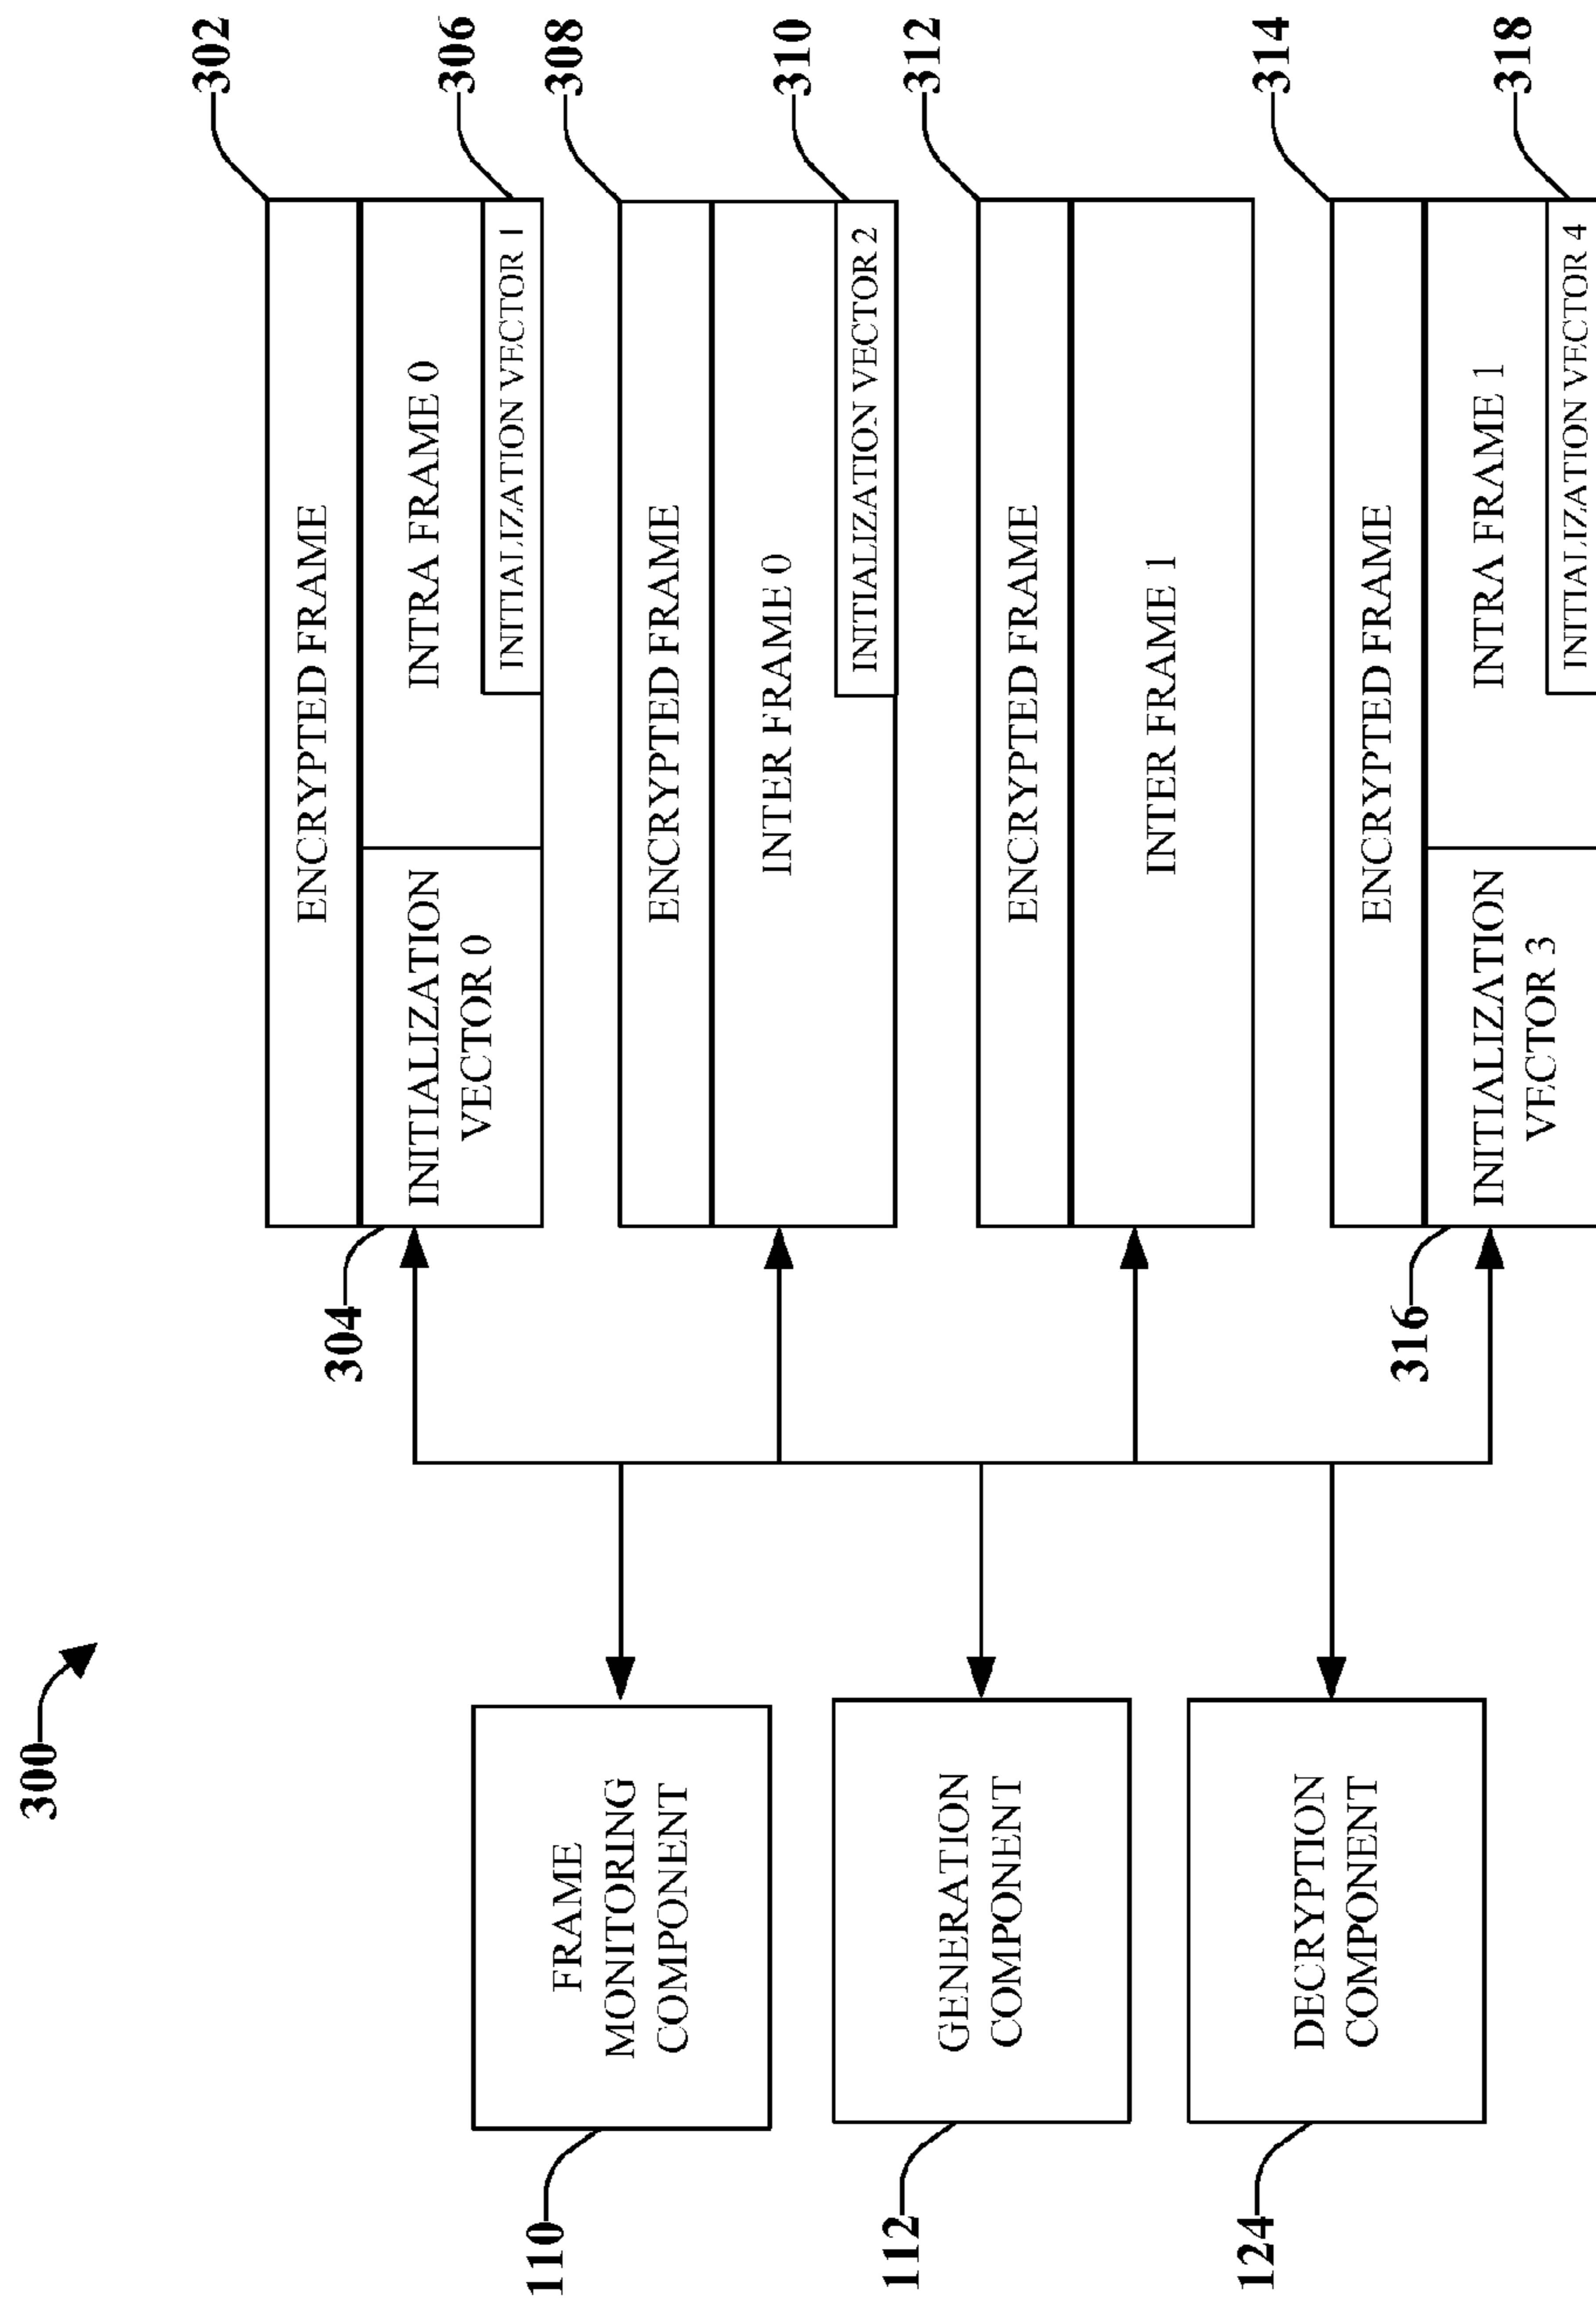 300
110
FRAME
MONITORING
COMPONENT
112
GENERATION
COMPONENT
124
DECRYPTION
COMPONENT
302
ENCRYPTED FRAME
304
INITIALIZATION
VECTOR 0
INTRA FRAME 0
306
INITIALIZATION VECTOR 1
308
ENCRYPTED FRAME
INTER FRAME 0
310
INITIALIZATION VECTOR 2
312
ENCRYPTED FRAME
INTER FRAME 1
314
ENCRYPTED FRAME
316
INITIALIZATION
VECTOR 3
INTRA FRAME 1
318
INITIALIZATION VECTOR 4